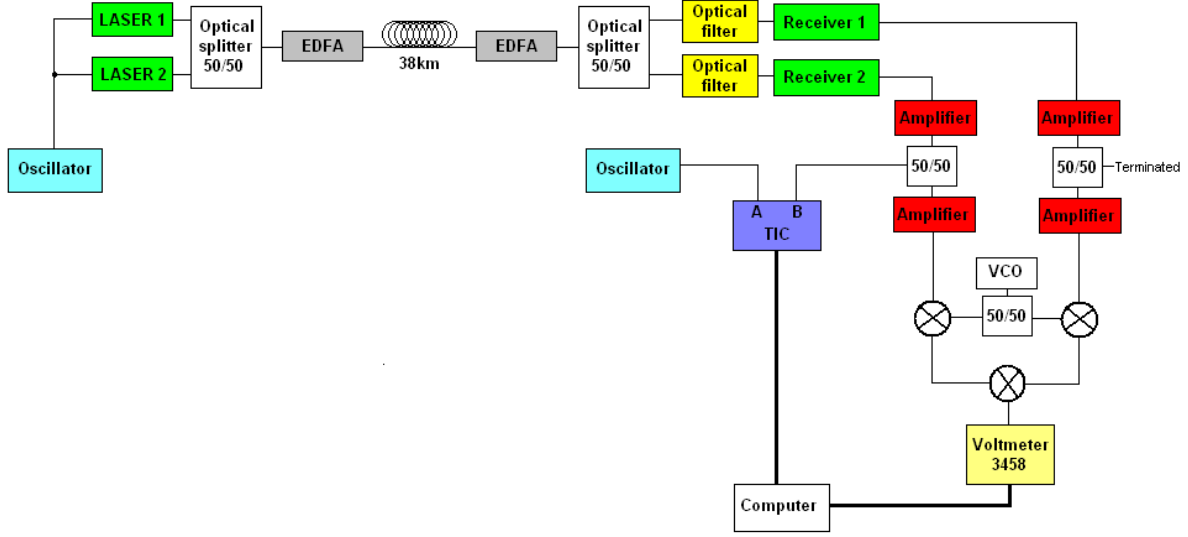 LASER 1
LASER 2
Optical
splitter
50/50
EDFA
38km
EDFA
Optical
splitter
50/50
Optical
filter
Receiver 1
Optical
filter
Receiver 2
Oscillator
Oscillator
Amplifier
Amplifier
50/50
50/50
Terminated
A B
TIC
Amplifier
Amplifier
VCO
50/50
Voltmeter
3458
Computer